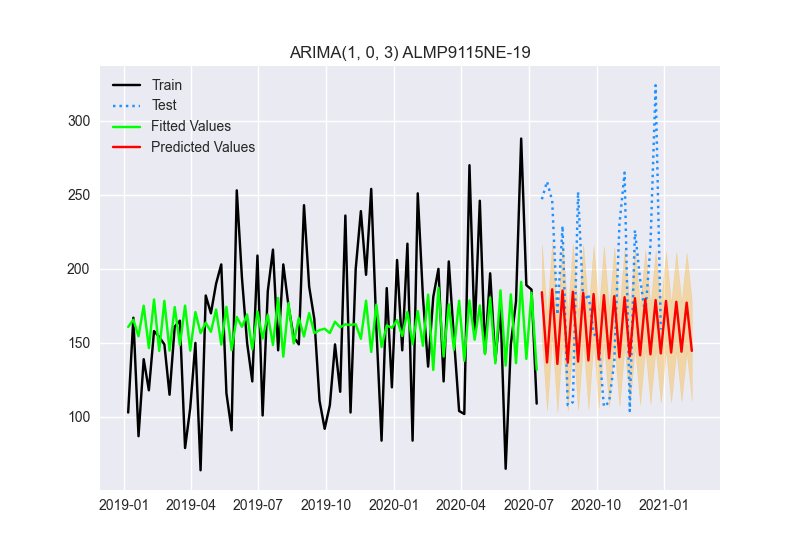 ARIMA(1, 0, 3) ALMP9115NE-19
Train
Test
Fitted Values
Predicted Values
300
250
200
150
100
2019-01 2019-04 2019-07 2019-10 2020-01 2020-04 2020-07 2020-10 2021-01